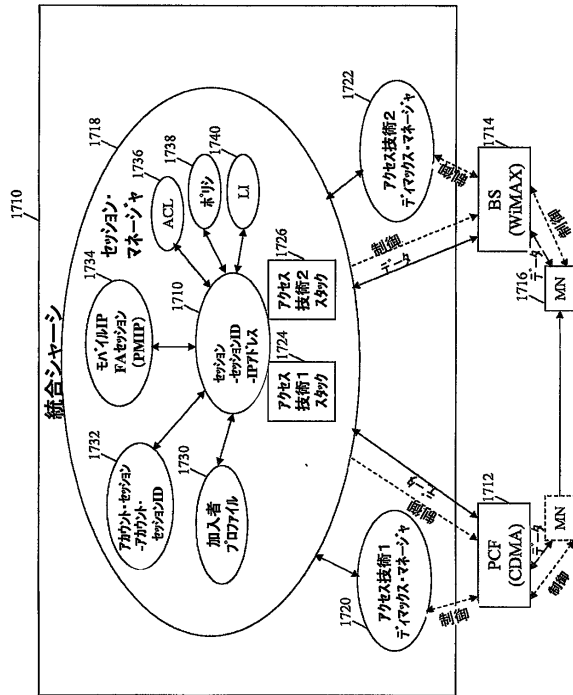 1710
統合シャーシ
1718
セッション・
マネージャ
1732
アカウント・セッション
-アカウント・
セッションID
1734
モバイルIP
FAセッション
(PMIP)
1736
ACL
1738
ポリシ
1740
LI
1730
加入者
プロファイル
1710
セッション
-セッションID
-IPアドレス
1724
アクセス
技術1
スタック
1726
アクセス
技術2
スタック
1720
アクセス技術1
ディマックス・マネージャ
1722
アクセス技術2
ディマックス・マネージャ
制御
制御
データ
制御
データ
制御
1712
PCF
(CDMA)
1714
BS
(WiMAX)
制御
データ
データ
制御
1716
MN
MN